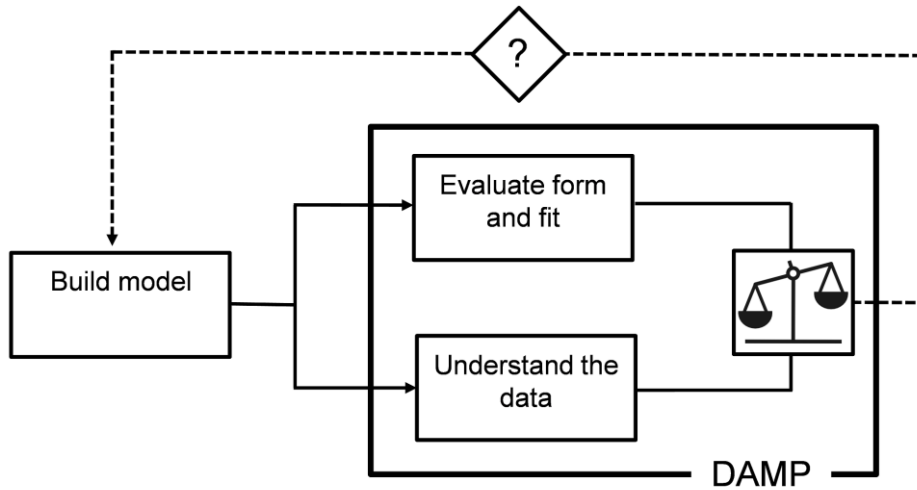 ?
Evaluate form
and fit
Build model
Understand the
data
DAMP